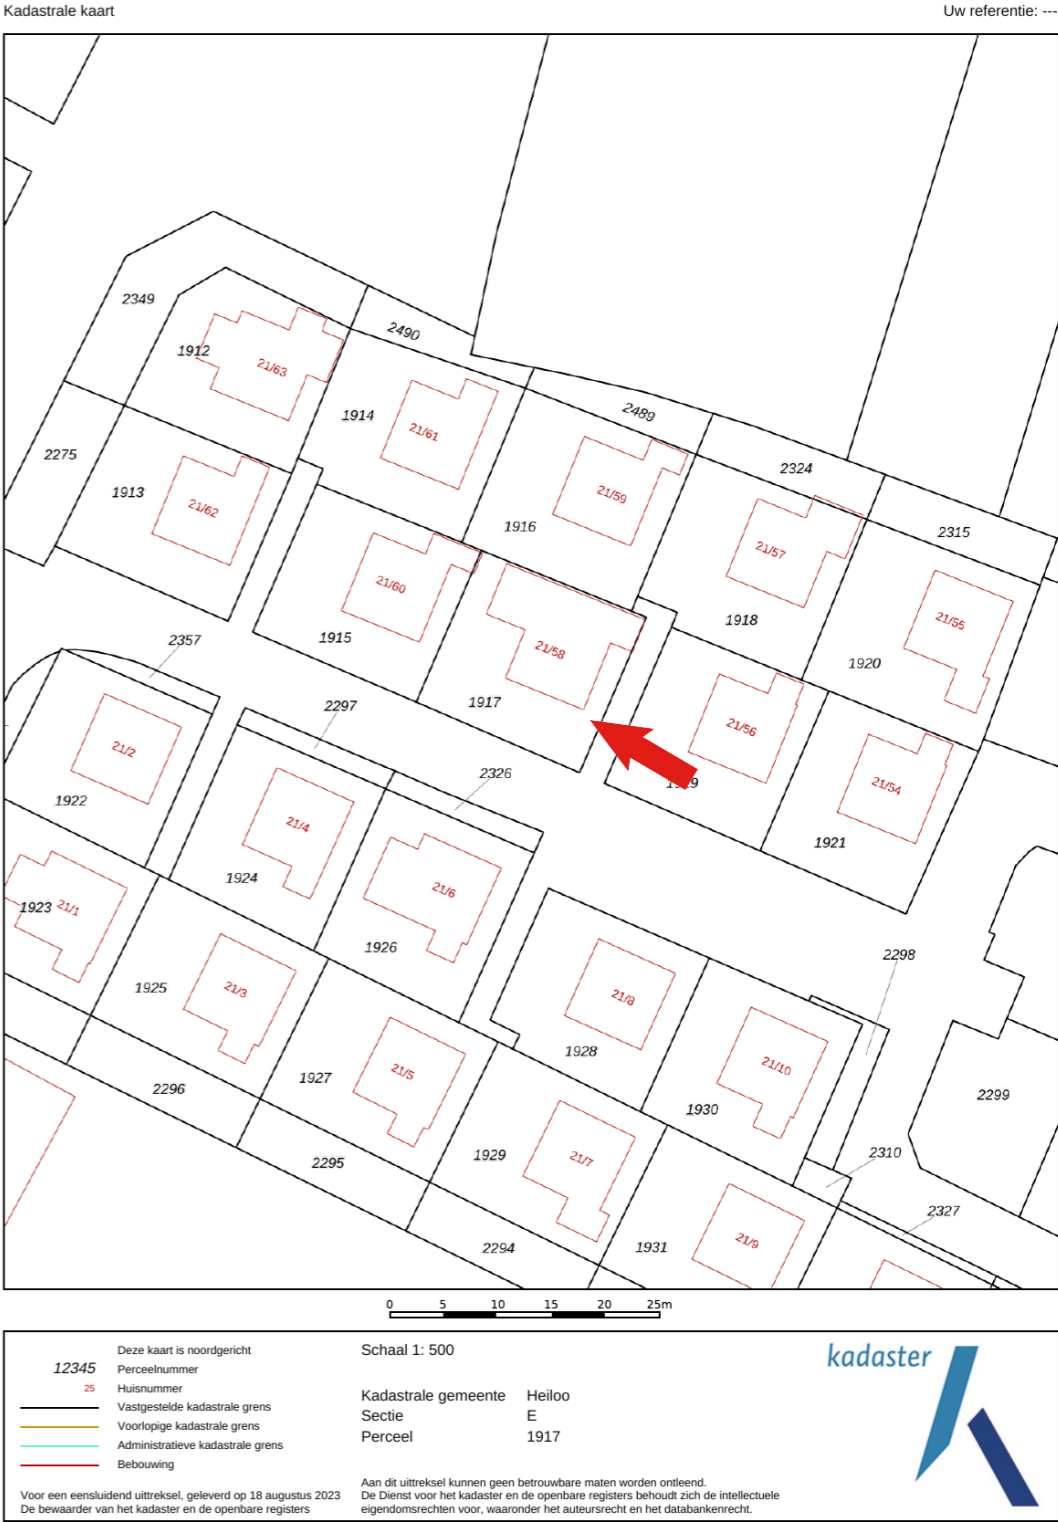 Kadastrale kaart
Uw referentie: ---
2349
2490
1912
21/63
1914
21/61
2489
2275
1913
21/62
21/59
1916
2324
2315
21/57
21/60
1915
21/58
1918
21/55
1920
2357
1917
2297
21/56
21/2
2326
21/54
1922
21/4
1921
1924
21/6
1923
21/1
1926
2298
1925
21/3
21/8
1928
21/10
1927
21/5
2296
1930
2299
1929
21/7
2310
2295
2327
2294
1931
21/9
0 5 10 15 20 25m
Deze kaart is noordgericht
12345 Perceelnummer
25 Huisnummer
Vastgestelde kadastrale grens
Voorlopige kadastrale grens
Administratieve kadastrale grens
Bebouwing
Voor een eensluidend uittreksel, geleverd op 18 augustus 2023
De bewaarder van het kadaster en de openbare registers
Schaal 1: 500
Kadastrale gemeente Heiloo
Sectie E
Perceel 1917
Aan dit uittreksel kunnen geen betrouwbare maten worden ontleend.
De Dienst voor het kadaster en de openbare registers behoudt zich de intellectuele
eigendomsrechten voor, waaronder het auteursrecht en het databankenrecht.
kadaster